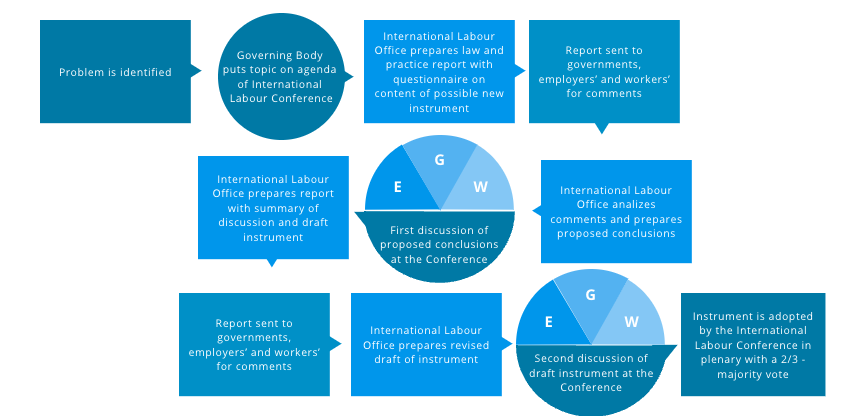 Problem is identified
Governing Body
puts topic on agenda
of International
Labour Conference
International Labour
Office prepares law and
practice report with
questionnaire on
content of possible new
instrument
Report sent to
governments,
employers’ and workers’
for comments
International Labour
Office analizes
comments and prepares
proposed conclusions
E
G
W
First discussion of
proposed conclusions
at the Conference
International Labour
Office prepares report
with summary of
discussion and draft
instrument
Report sent to
governments,
employers’ and workers’
for comments
International Labour
Office prepares revised
draft of instrument
E
G
W
Second discussion of
draft instrument at the
Conference
Instrument is adopted
by the International
Labour Conference in
plenary with a 2/3 -
majority vote